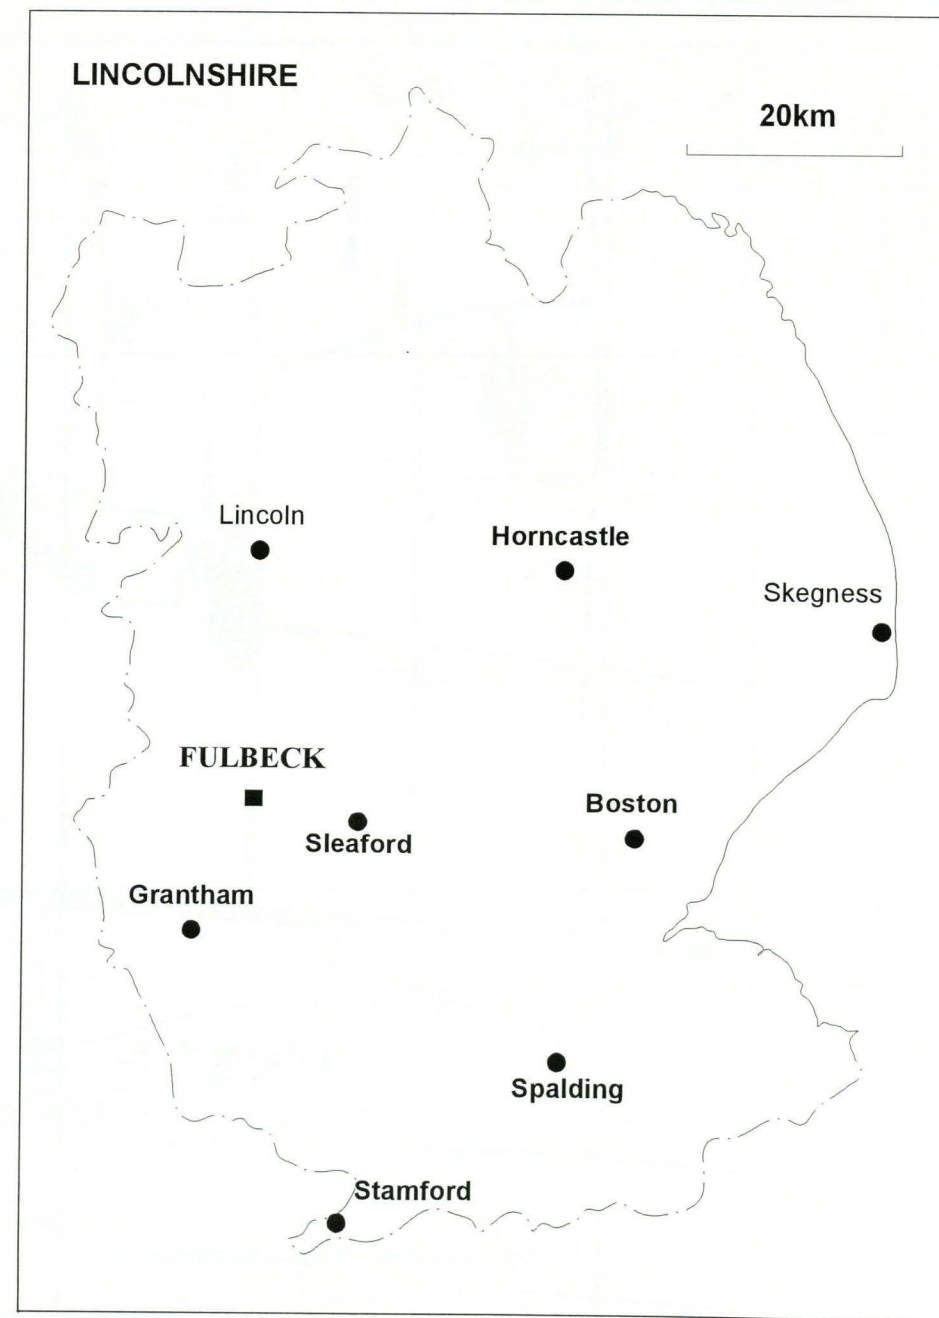 LINCOLNSHIRE
20km
Lincoln
Horncastle
Skegness
FULBECK
Boston
Sleaford
Grantham
Spalding
Stamford